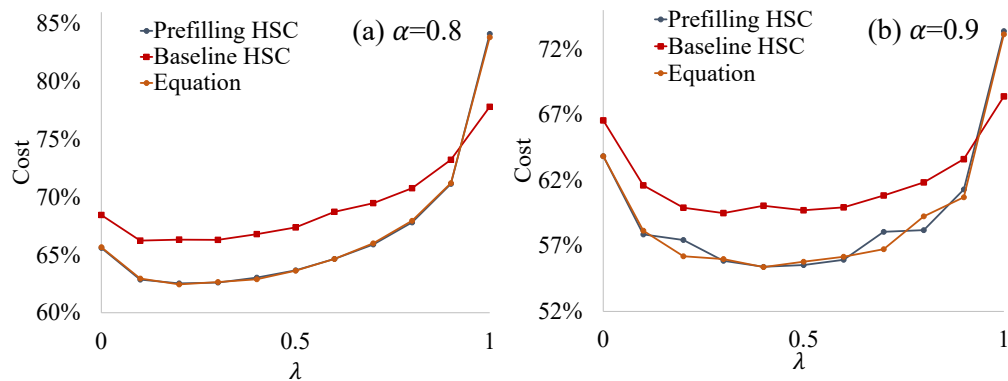 85%
80%
75%
70%
65%
60%
Cost
Prefilling HSC
Baseline HSC
Equation
(a) α=0.8
0
0.5
1
λ
72%
67%
62%
57%
52%
Cost
Prefilling HSC
Baseline HSC
Equation
(b) α=0.9
0
0.5
1
λ